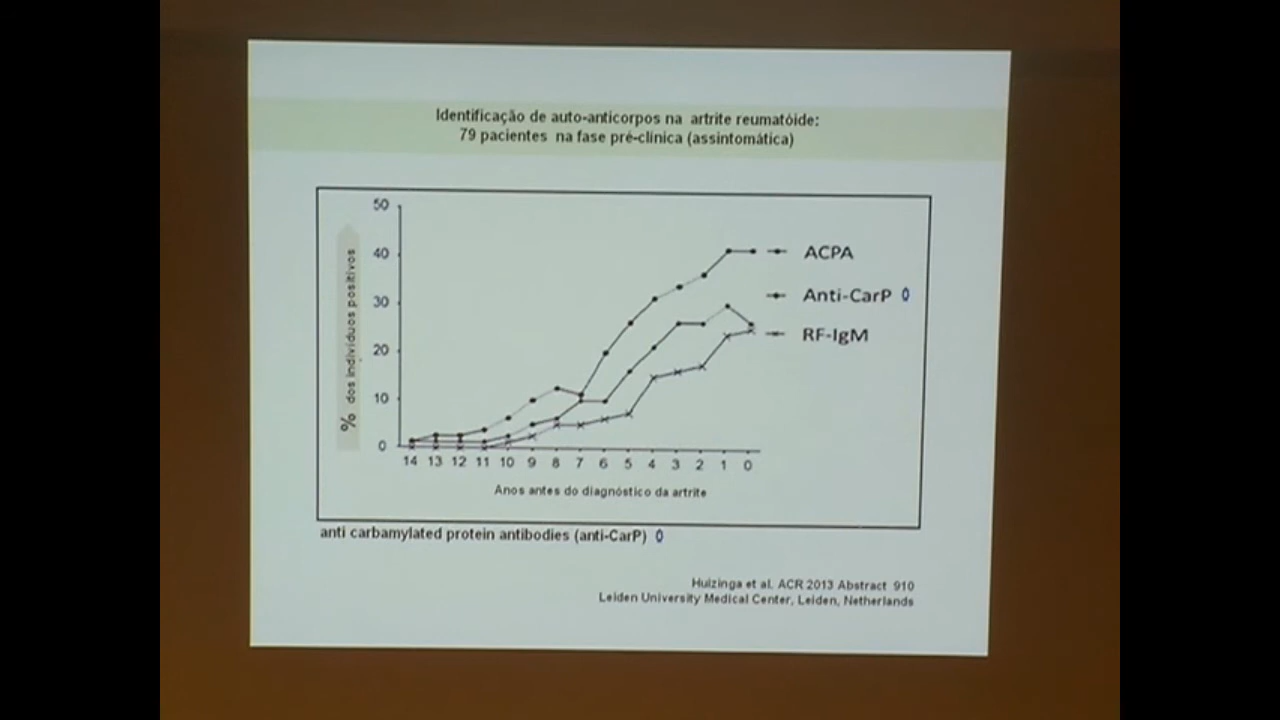 Identificação de auto-anticorpos na artrite reumatóide:
79 pacientes na fase pré-clinica (assintomática)
% dos indivíduos positivos
50
40
30
20
10
0
14 13 12 11 10 9 8 7 6 5 4 3 2 1 0
Anos antes do diagnóstico da artrite
ACPA
Anti-CarP ◊
RF-IgM
anti carbamylated protein antibodies (anti-CarP) ◊
Huizinga et al. ACR 2013 Abstract 910
Leiden University Medical Center, Leiden, Netherlands